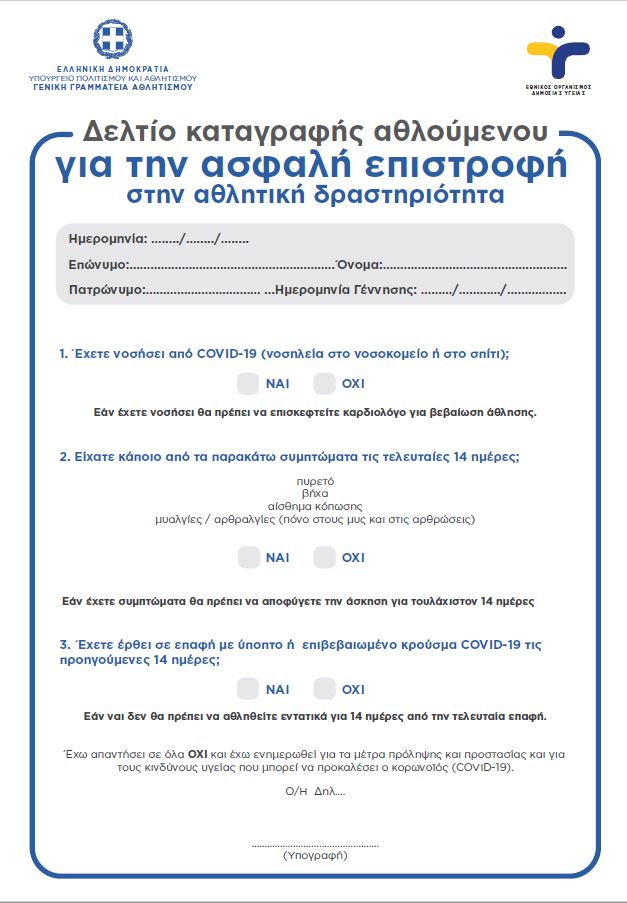 ΕΛΛΗΝΙΚΗ ΔΗΜΟΚΡΑΤΙΑ
ΥΠΟΥΡΓΕΙΟ ΠΟΛΙΤΙΣΜΟΥ ΚΑΙ ΑΘΛΗΤΙΣΜΟΥ
ΓΕΝΙΚΗ ΓΡΑΜΜΑΤΕΙΑ ΑΘΛΗΤΙΣΜΟΥ
ΕΘΝΙΚΟΣ ΟΡΓΑΝΙΣΜΟΣ
ΔΗΜΟΣΙΑΣ ΥΓΕΙΑΣ
Δελτίο καταγραφής αθλούμενου
για την ασφαλή επιστροφή
στην αθλητική δραστηριότητα
Ημερομηνία: ......../......../........
Επώνυμο:..........................................................Όνομα:....................................................
Πατρώνυμο:................................ ...Ημερομηνία Γέννησης: ........./............/.................
1. Έχετε νοσήσει από COVID-19 (νοσηλεία στο νοσοκομείο ή στο σπίτι);
ΝΑΙ ΟΧΙ
Εάν έχετε νοσήσει θα πρέπει να επισκεφτείτε καρδιολόγο για βεβαίωση άθλησης.
2. Είχατε κάποιο από τα παρακάτω συμπτώματα τις τελευταίες 14 ημέρες;
πυρετό
βήχα
αίσθημα κόπωσης
μυαλγίες / αρθραλγίες (πόνο στους μυς και στις αρθρώσεις)
ΝΑΙ ΟΧΙ
Εάν έχετε συμπτώματα θα πρέπει να αποφύγετε την άσκηση για τουλάχιστον 14 ημέρες
3. Έχετε έρθει σε επαφή με ύποπτο ή επιβεβαιωμένο κρούσμα COVID-19 τις
προηγούμενες 14 ημέρες;
ΝΑΙ ΟΧΙ
Εάν ναι δεν θα πρέπει να αθληθείτε εντατικά για 14 ημέρες από την τελευταία επαφή.
Έχω απαντήσει σε όλα ΟΧΙ και έχω ενημερωθεί για τα μέτρα πρόληψης και προστασίας και για
τους κινδύνους υγείας που μπορεί να προκαλέσει ο κορωνοϊός (COVID-19).
Ο/Η Δηλ....
....................................................
(Υπογραφή)